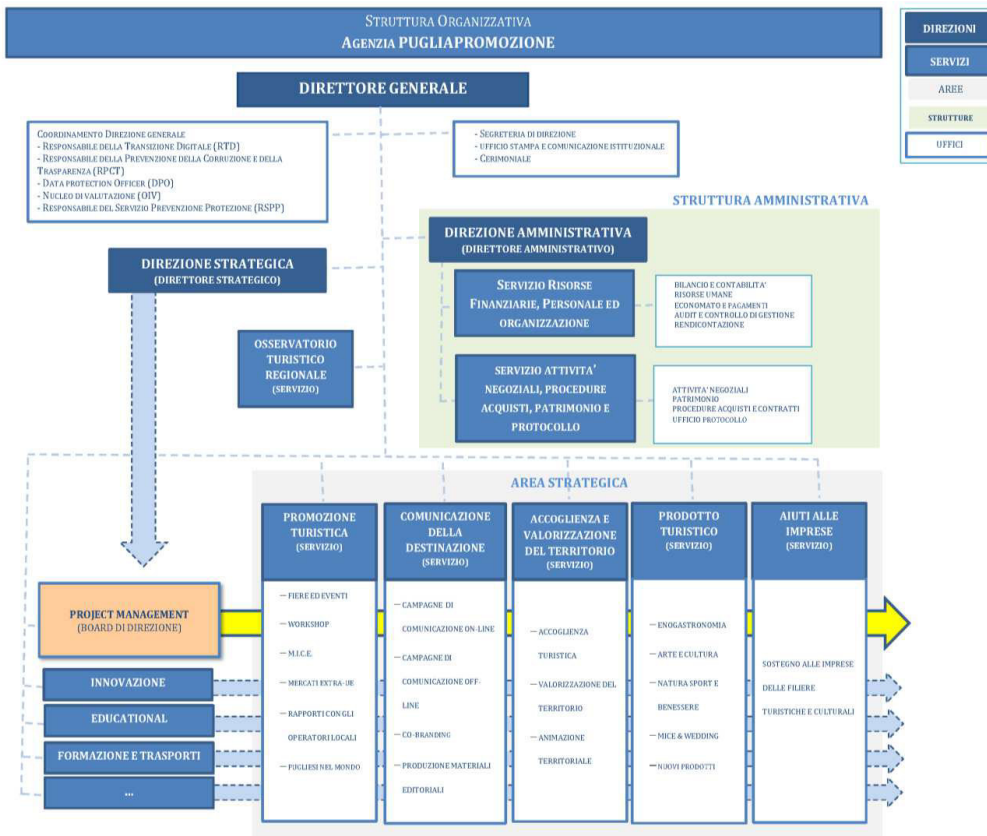 STRUTTURA ORGANIZZATIVA
AGENZIA PUGLIAPROMOZIONE
DIREZIONI
SERVIZI
AREE
STRUTTURE
UFFICI
DIRETTORE GENERALE
COORDINAMENTO DIREZIONE GENERALE
- RESPONSABILE DELLA TRANSIZIONE DIGITALE (RTD)
- RESPONSABILE DELLA PREVENZIONE DELLA CORRUZIONE E DELLA
TRASPARENZA (RPCT)
- DATA PROTECTION OFFICER (DPO)
- NUCLEO DI VALUTAZIONE (OIV)
- RESPONSABILE DEL SERVIZIO PREVENZIONE PROTEZIONE (RSPP)
- SEGRETERIA DI DIREZIONE
- UFFICIO STAMPA E COMUNICAZIONE ISTITUZIONALE
- CERIMONIALE
STRUTTURA AMMINISTRATIVA
DIREZIONE AMMINISTRATIVA
(DIRETTORE AMMINISTRATIVO)
DIREZIONE STRATEGICA
(DIRETTORE STRATEGICO)
SERVIZIO RISORSE
FINANZIARIE, PERSONALE ED
ORGANIZZAZIONE
BILANCIO E CONTABILITA'
RISORSE UMANE
ECONOMATO E PAGAMENTI
AUDIT E CONTROLLO DI GESTIONE
RENDICONTAZIONE
OSSERVATORIO
TURISTICO
REGIONALE
(SERVIZIO)
SERVIZIO ATTIVITA'
NEGOZIALI, PROCEDURE
ACQUISTI, PATRIMONIO E
PROTOCOLLO
ATTIVITA' NEGOZIALI
PATRIMONIO
PROCEDURE ACQUISTI E CONTRATTI
UFFICIO PROTOCOLLO
AREA STRATEGICA
PROMOZIONE
TURISTICA
(SERVIZIO)
— FIERE ED EVENTI
— WORKSHOP
— M.I.C.E.
— MERCATI EXTRA-UE
— RAPPORTI CON GLI
OPERATORI LOCALI
— PUGLIESI NEL MONDO
COMUNICAZIONE
DELLA
DESTINAZIONE
(SERVIZIO)
— CAMPAGNE DI
COMUNICAZIONE ON-LINE
— CAMPAGNE DI
COMUNICAZIONE OFF-
LINE
— CO-BRANDING
— PRODUZIONE MATERIALI
EDITORIALI
ACCOGLIENZA E
VALORIZZAZIONE
DEL TERRITORIO
(SERVIZIO)
— ACCOGLIENZA
TURISTICA
— VALORIZZAZIONE DEL
TERRITORIO
— ANIMAZIONE
TERRITORIALE
PRODOTTO
TURISTICO
(SERVIZIO)
— ENOGASTRONOMIA
— ARTE E CULTURA
— NATURA SPORT E
BENESSERE
— MICE & WEDDING
— NUOVI PRODOTTI
AIUTI ALLE
IMPRESE
(SERVIZIO)
SOSTEGNO ALLE IMPRESE
DELLE FILIERE
TURISTICHE E CULTURALI
PROJECT MANAGEMENT
(BOARD DI DIREZIONE)
INNOVAZIONE
EDUCATIONAL
FORMAZIONE E TRASPORTI
...